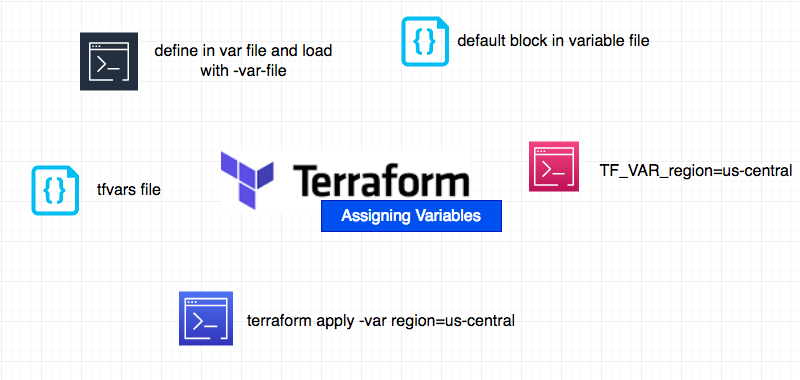 default block in variable file
define in var file and load
with -var-file
Terraform
TF_VAR_region=us-central
tfvars file
Assigning Variables
terraform apply -var region=us-central